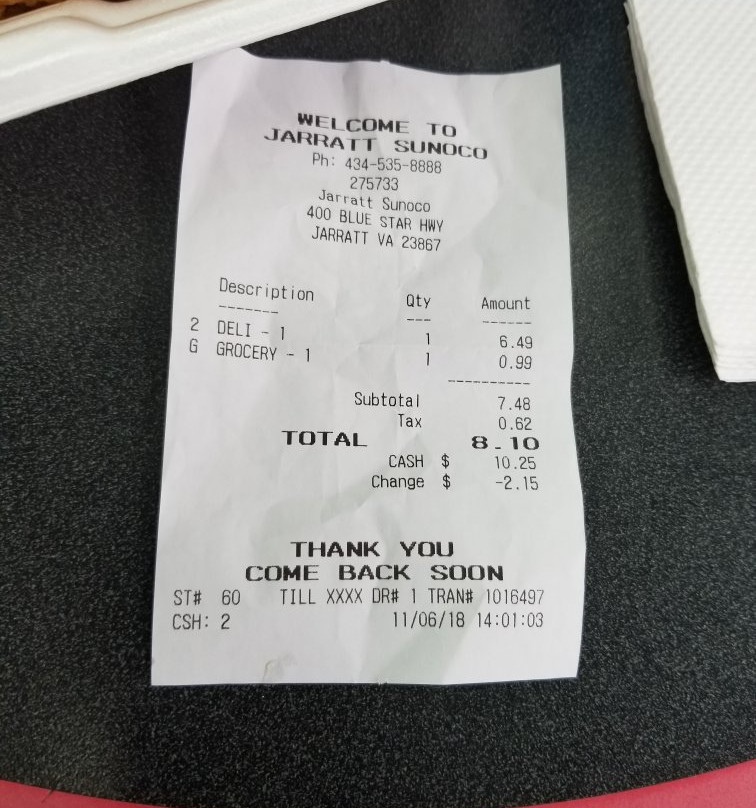 WELCOME TO
JARRATT SUNOCO
Ph: 434-535-8888
275733
Jarratt Sunoco
400 BLUE STAR HWY
JARRATT VA 23867
Description Qty Amount
------- --- ------
2 DELI - 1 1 6.49
G GROCERY - 1 1 0.99
----------
Subtotal 7.48
Tax 0.62
TOTAL 8.10
CASH $ 10.25
Change $ -2.15
THANK YOU
COME BACK SOON
ST# 60 TILL XXXX DR# 1 TRAN# 1016497
CSH: 2 11/06/18 14:01:03